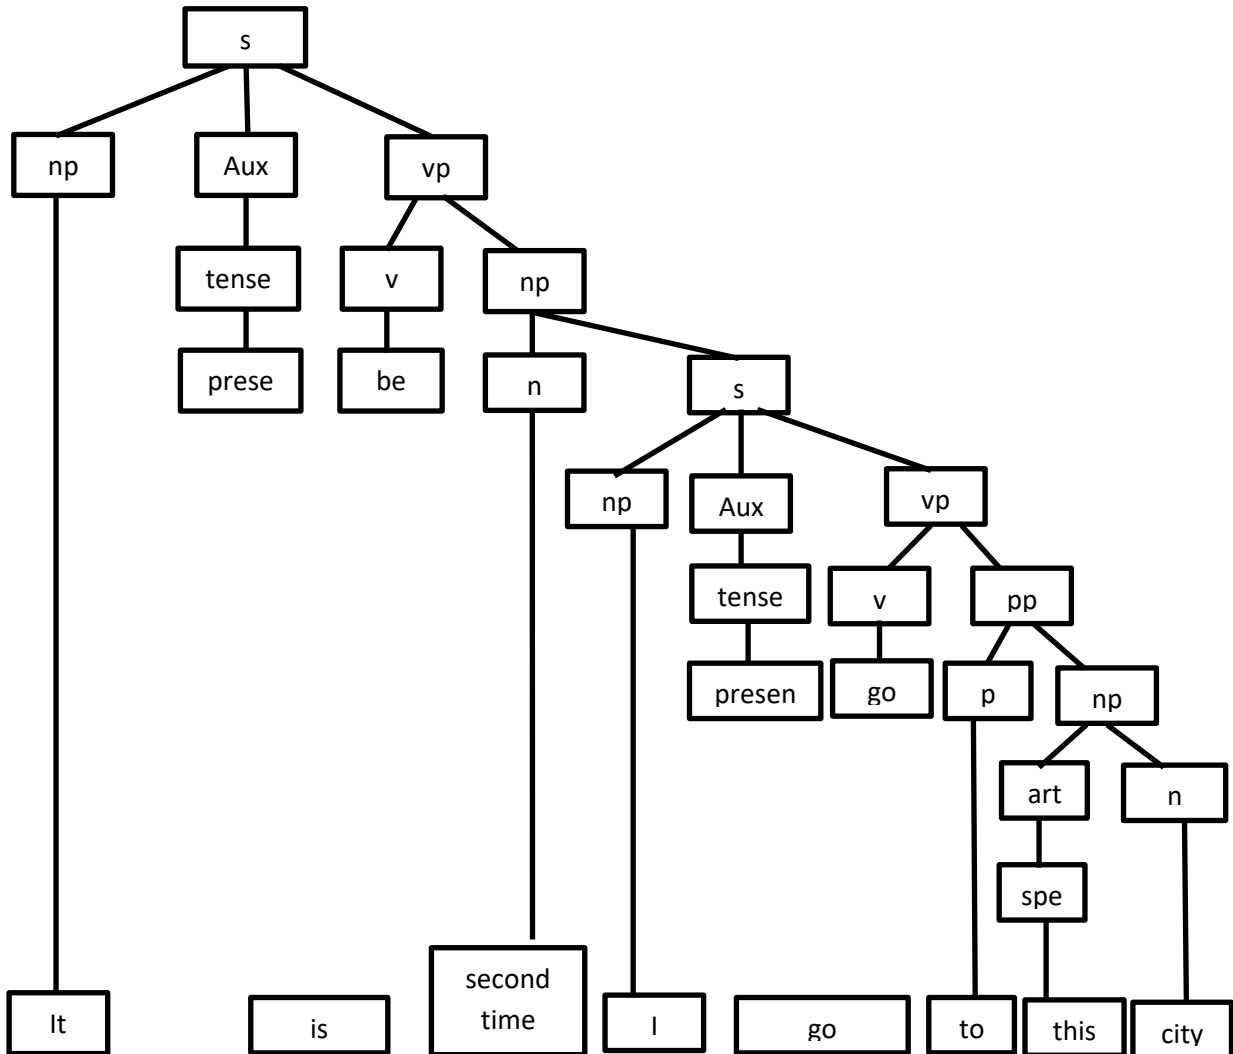 s
np Aux vp
tense v np
prese be n s
np Aux vp
tense v pp
presen go p np
art n
spe
second
time
It is I go to this city